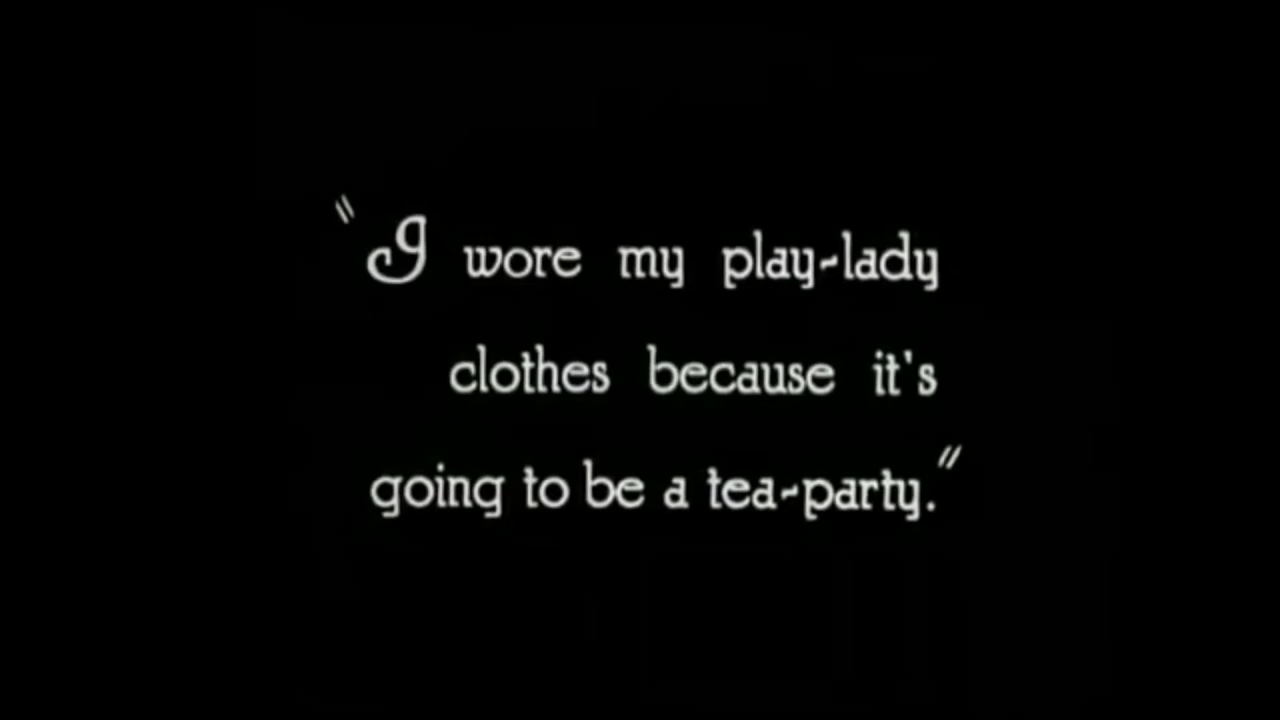 "I wore my play-lady
clothes because it's
going to be a tea-party."